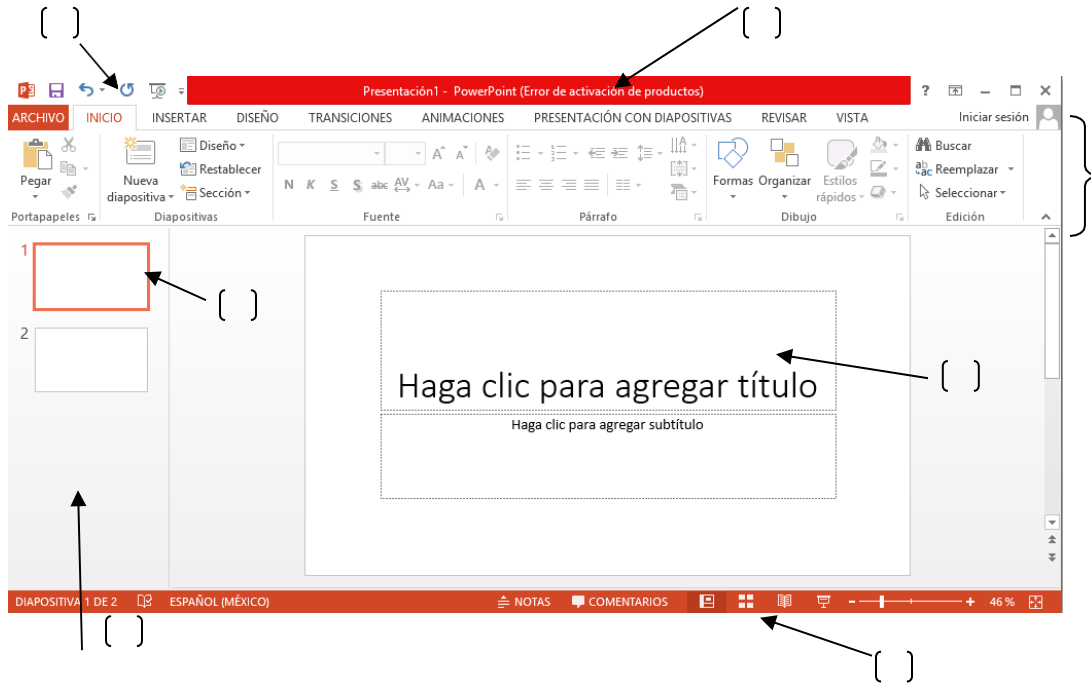 ( )
( )
Presentación1 - PowerPoint (Error de activación de productos)
?
ARCHIVO INICIO INSERTAR DISEÑO TRANSICIONES ANIMACIONES PRESENTACIÓN CON DIAPOSITIVAS REVISAR VISTA Iniciar sesión
Pegar
Portapapeles
Nueva diapositiva
Diseño
Restablecer
Sección
Diapositivas
A A
N K S S abc AV Aa A
Fuente
Párrafo
Formas Organizar Estilos rápidos
Dibujo
Buscar
Reemplazar
Seleccionar
Edición
1
2
( )
Haga clic para agregar título
Haga clic para agregar subtítulo
( )
DIAPOSITIVA 1 DE 2 ESPAÑOL (MÉXICO) NOTAS COMENTARIOS - + 46 %
( )
( )